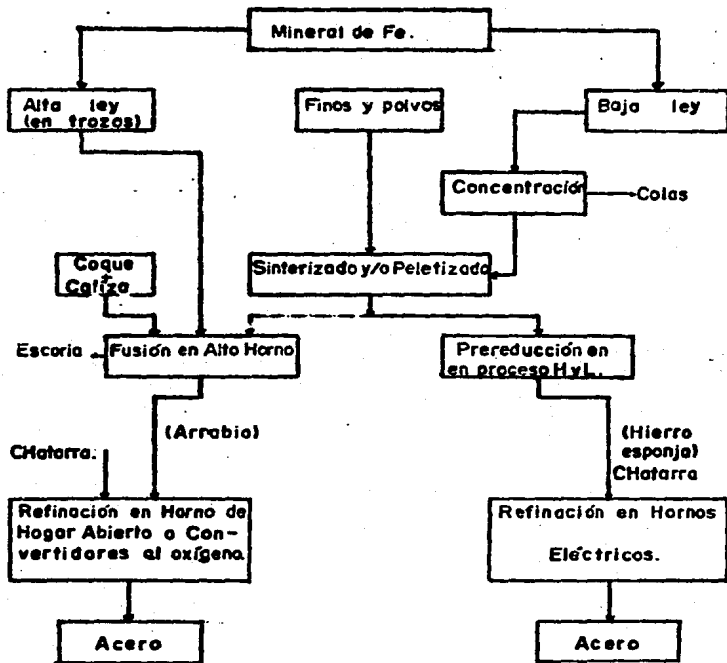 Mineral de Fe.
Alta ley
(en trozos)
Finos y polvos
Baja ley
Concentración
Colas
Coque
+
Caliza
Sinterizado y/o Peletizado
Escoria
Fusión en Alto Horno
Prereducción en
en proceso H y L.
(Arrabio)
CHatarra.
(Hierro
esponja)
CHatarra
Refinación en Horno de
Hogar Abierto o Con-
vertidores al oxígeno.
Refinación en Hornos
Eléctricos.
Acero
Acero